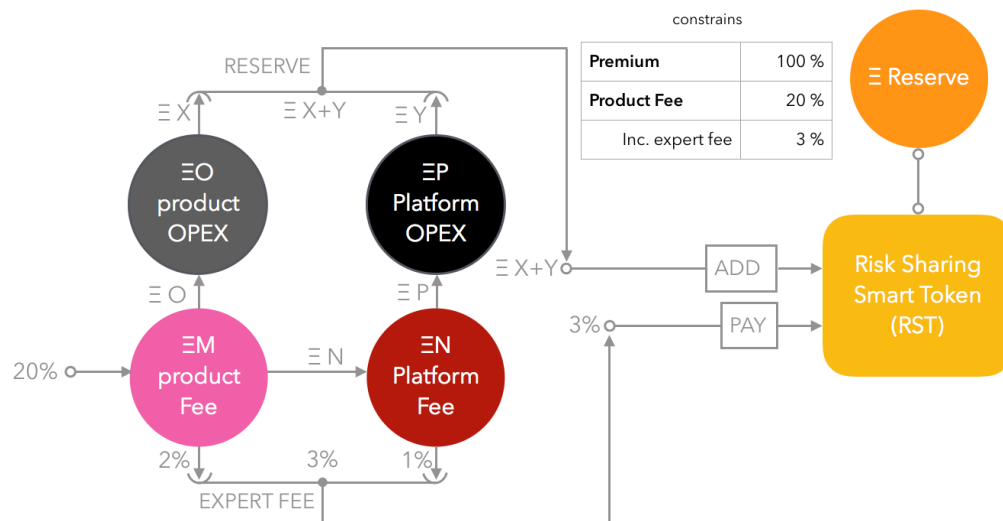 constrains
Premium 100 %
Product Fee 20 %
Inc. expert fee 3 %
Ξ Reserve
RESERVE
Ξ X
Ξ X+Y
Ξ Y
ΞO
product
OPEX
ΞP
Platform
OPEX
Ξ X+Y
ADD
Risk Sharing
Smart Token
(RST)
Ξ O
Ξ P
3%
PAY
20%
ΞM
product
Fee
Ξ N
ΞN
Platform
Fee
2%
3%
1%
EXPERT FEE